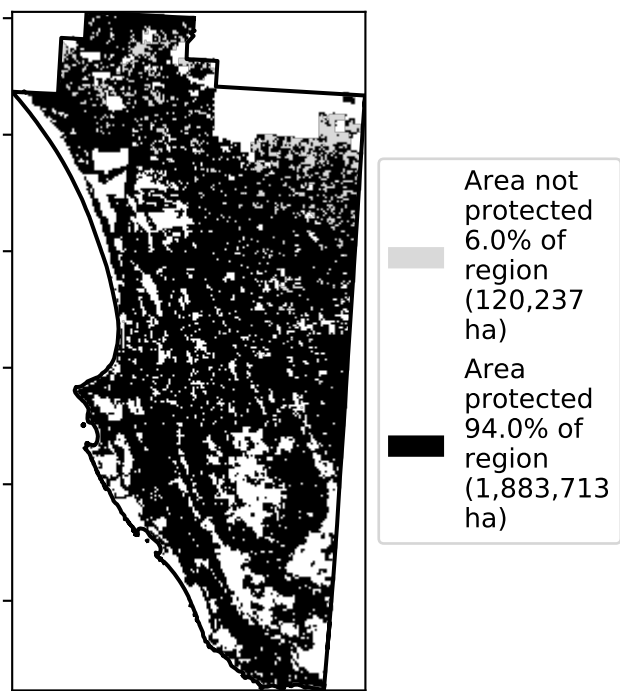 Area not
protected
6.0% of
region
(120,237
ha)
Area
protected
94.0% of
region
(1,883,713
ha)